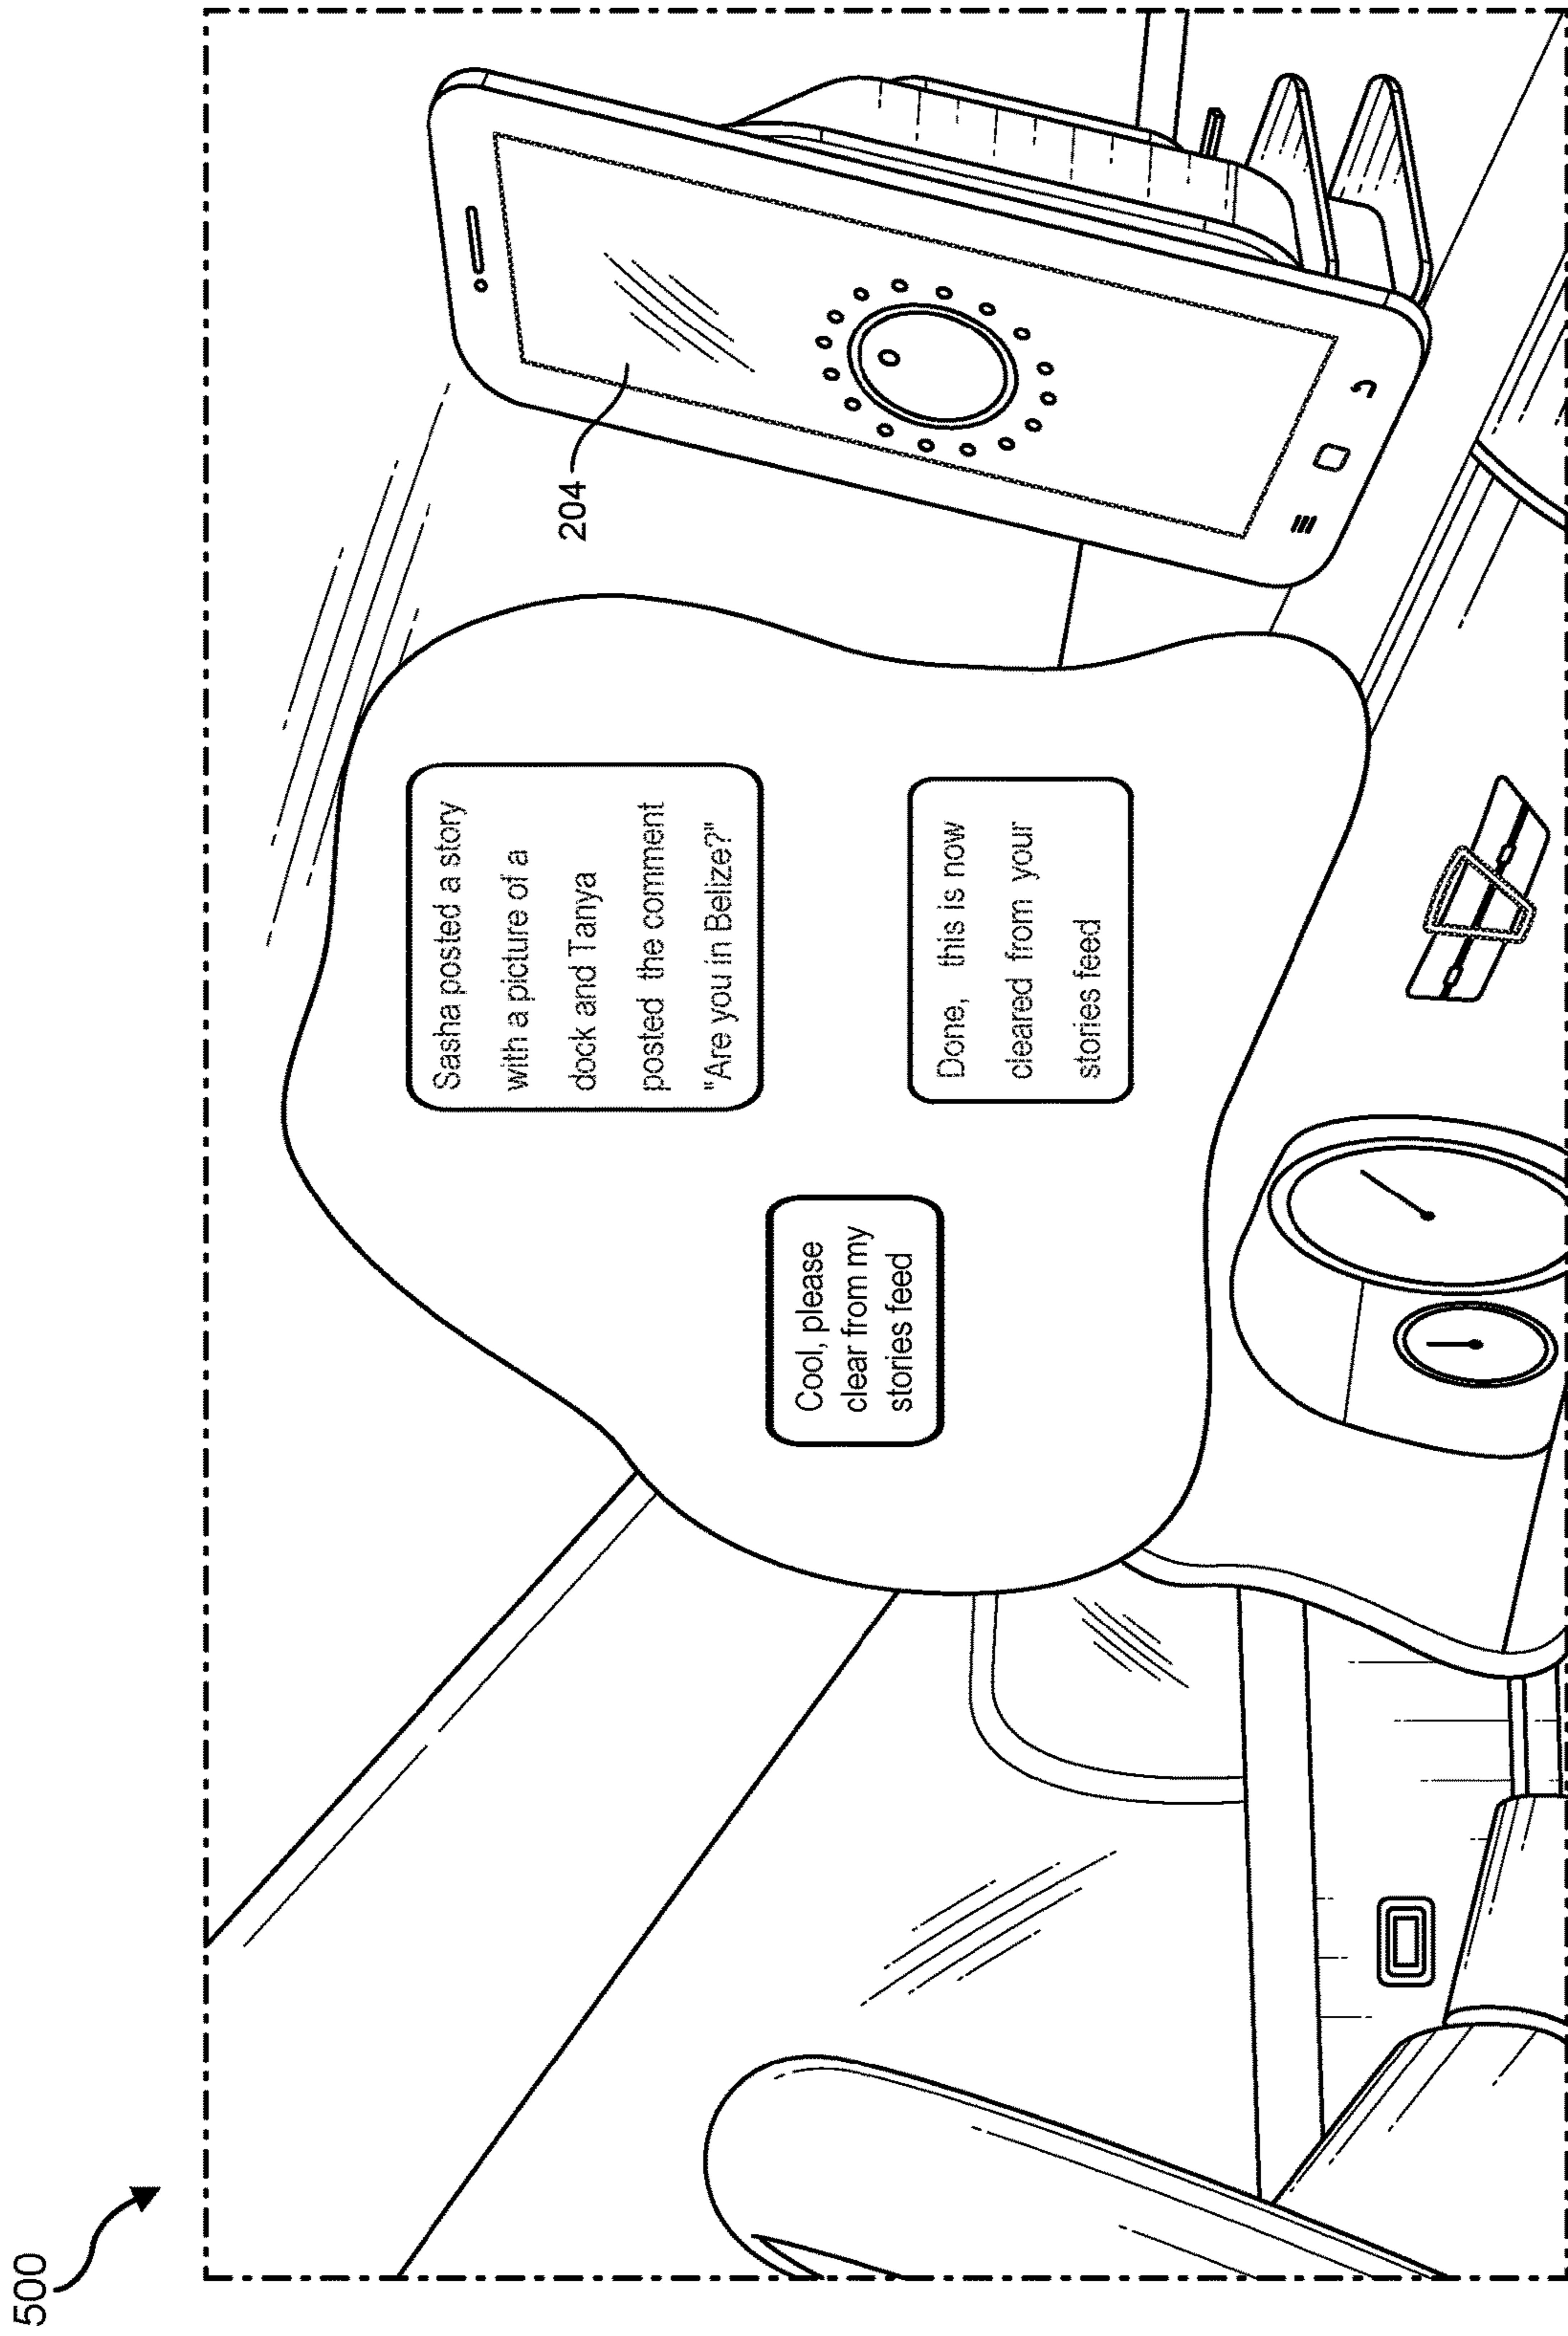 500
204
Sasha posted a story
with a picture of a
dock and Tanya
posted the comment
"Are you in Belize?"
Cool, please
clear from my
stories feed
Done, this is now
cleared from your
stories feed